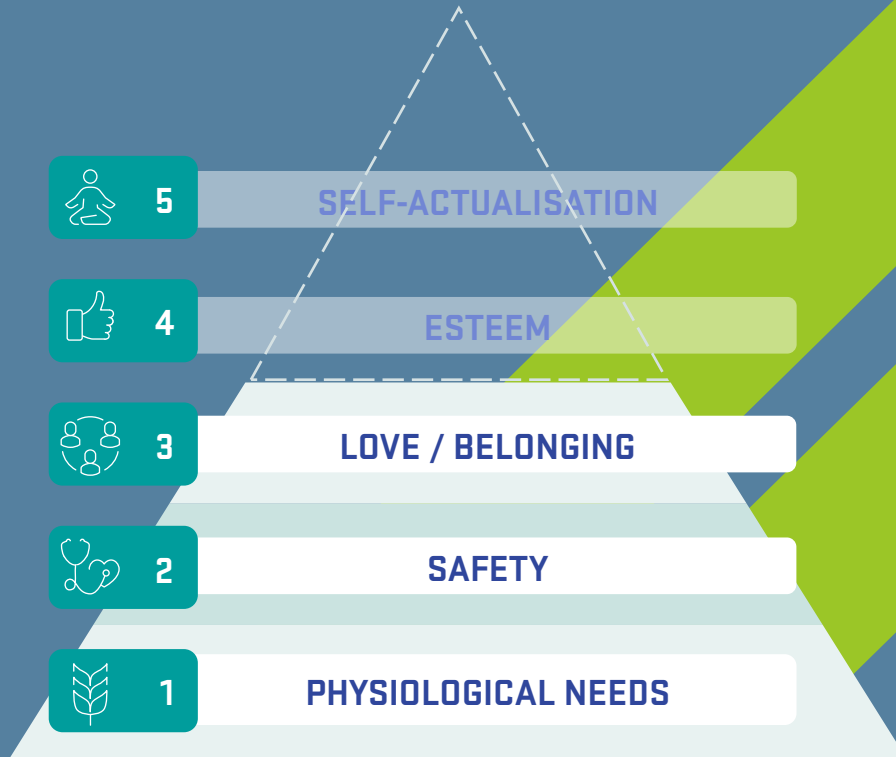 5 SELF-ACTUALISATION
4 ESTEEM
3 LOVE / BELONGING
2 SAFETY
1 PHYSIOLOGICAL NEEDS